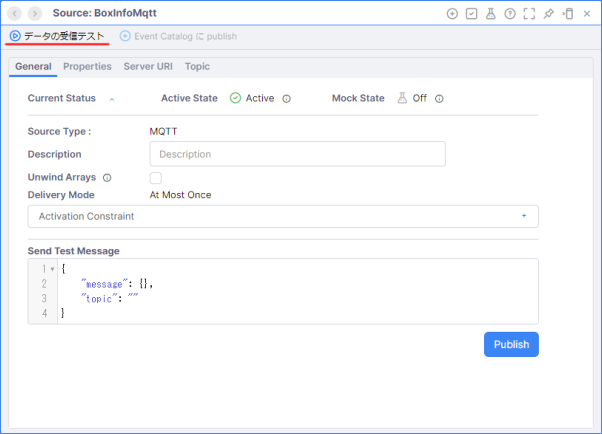 Source: BoxInfoMqtt
データの受信テスト Event Catalog に publish
General Properties Server URI Topic
Current Status Active State Active Mock State Off
Source Type : MQTT
Description Description
Unwind Arrays
Delivery Mode At Most Once
Activation Constraint
Send Test Message
1 {
2 "message": {},
3 "topic": ""
4 }
Publish